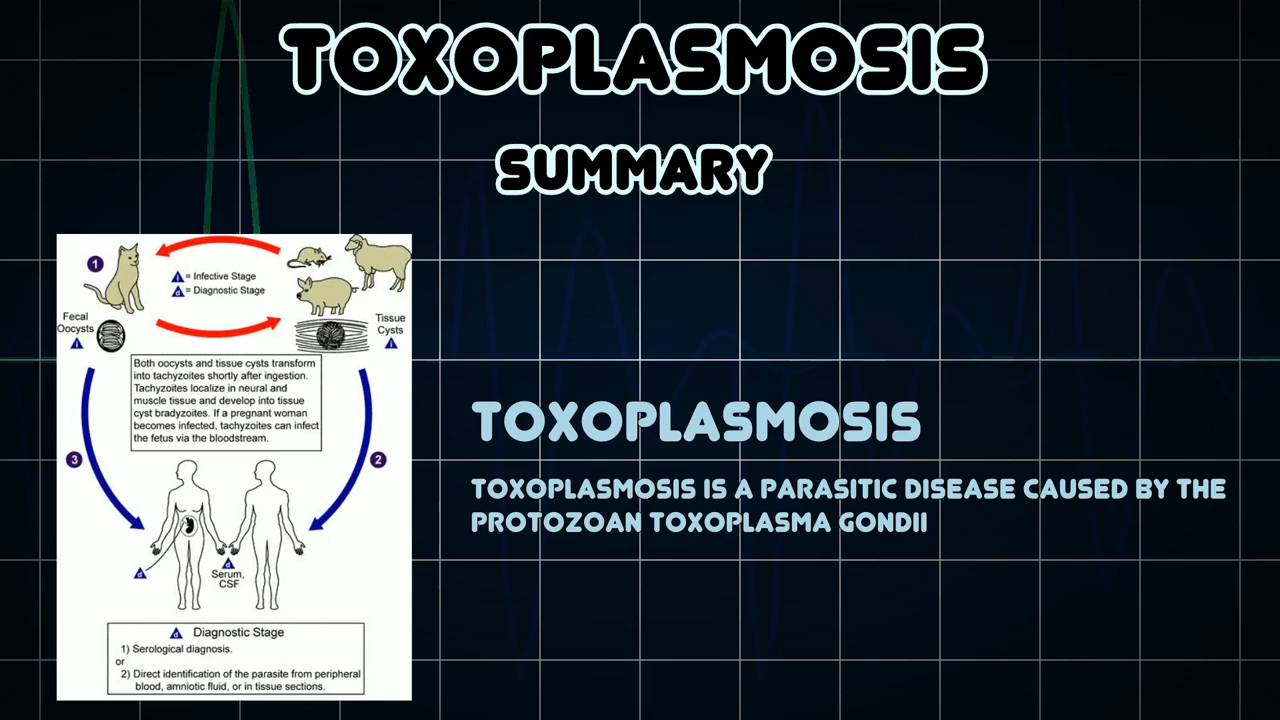 TOXOPLASMOSIS
SUMMARY
1
I = Infective Stage
d = Diagnostic Stage
Fecal
Oocysts
I
Tissue
Cysts
I
Both oocysts and tissue cysts transform
into tachyzoites shortly after ingestion.
Tachyzoites localize in neural and
muscle tissue and develop into tissue
cyst bradyzoites. If a pregnant woman
becomes infected, tachyzoites can infect
the fetus via the bloodstream.
3
2
d
d
Serum,
CSF
d Diagnostic Stage
1) Serological diagnosis.
or
2) Direct identification of the parasite from peripheral
blood, amniotic fluid, or in tissue sections.
TOXOPLASMOSIS
TOXOPLASMOSIS IS A PARASITIC DISEASE CAUSED BY THE
PROTOZOAN TOXOPLASMA GONDII